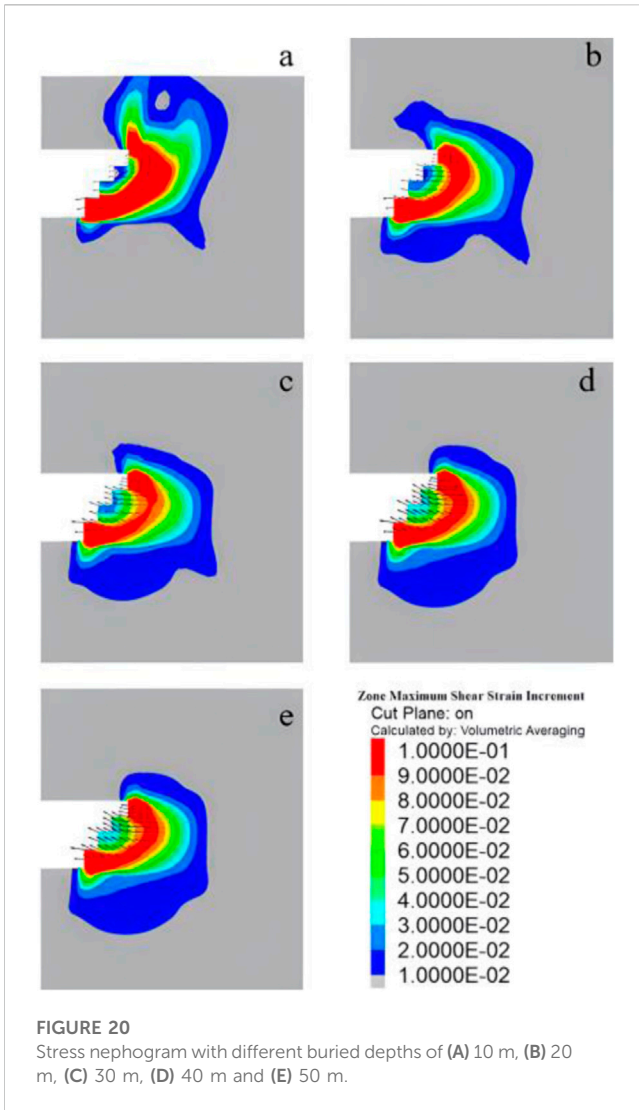 a
b
c
d
e
Zone Maximum Shear Strain Increment
Cut Plane: on
Calculated by: Volumetric Averaging
1.0000E-01
9.0000E-02
8.0000E-02
7.0000E-02
6.0000E-02
5.0000E-02
4.0000E-02
3.0000E-02
2.0000E-02
1.0000E-02
FIGURE 20
Stress nephogram with different buried depths of (A) 10 m, (B) 20
m, (C) 30 m, (D) 40 m and (E) 50 m.